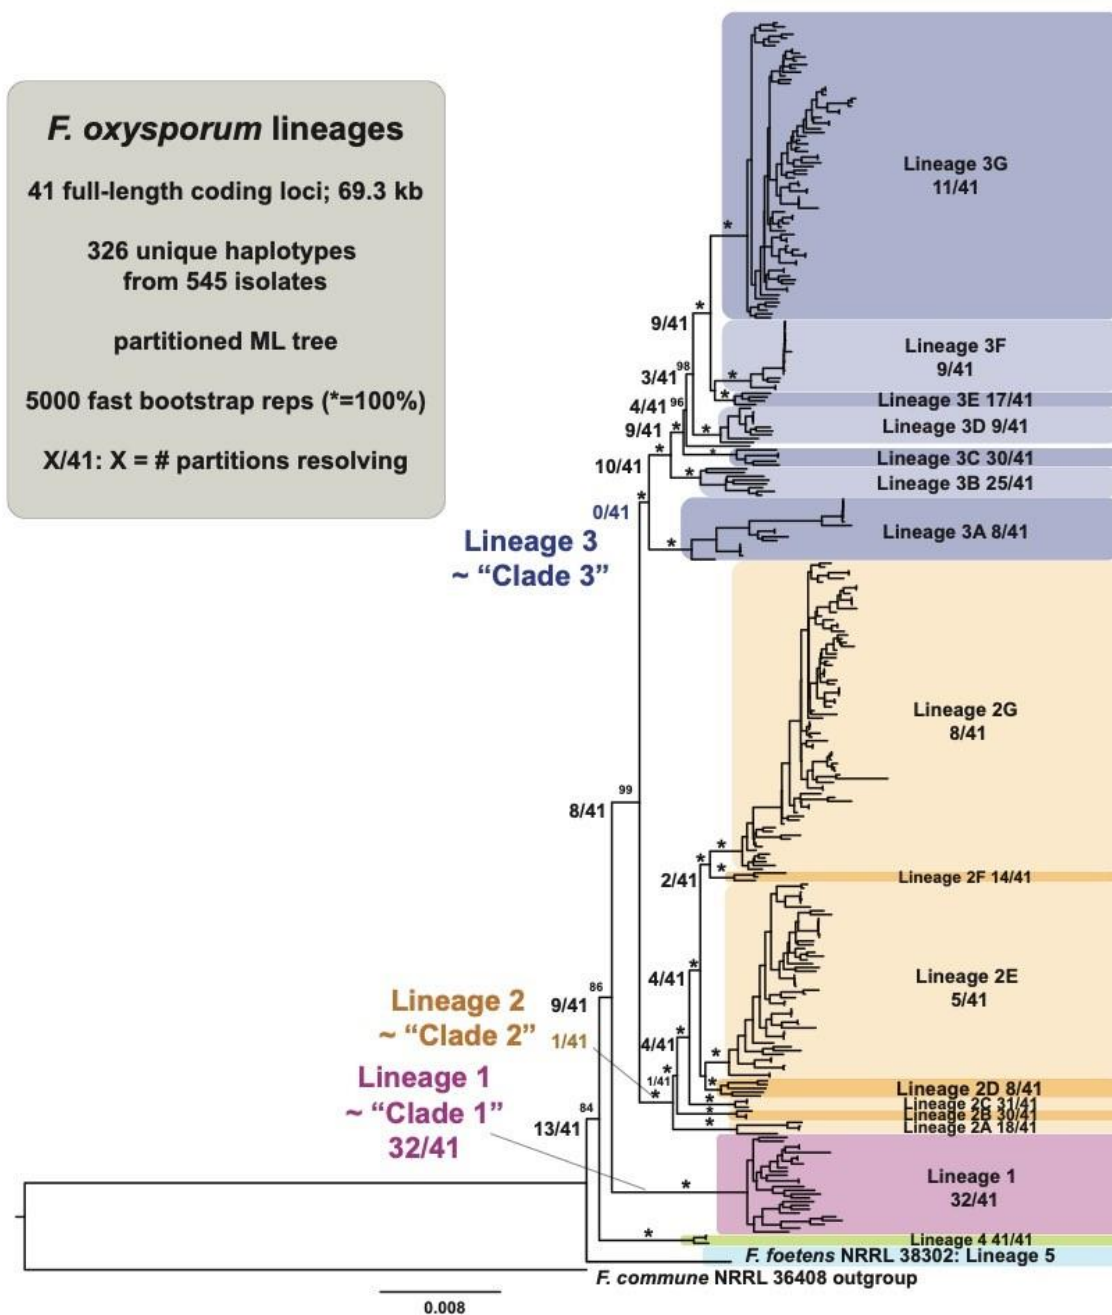 F. oxysporum lineages
41 full-length coding loci; 69.3 kb
326 unique haplotypes
from 545 isolates
partitioned ML tree
5000 fast bootstrap reps (*=100%)
X/41: X = # partitions resolving
Lineage 3G
11/41
*
*
9/41
Lineage 3F
9/41
*
3/41 98
*
Lineage 3E 17/41
4/41 96
Lineage 3D 9/41
*
9/41
*
*
Lineage 3C 30/41
*
10/41
*
Lineage 3B 25/41
*
0/41
Lineage 3
~ “Clade 3”
Lineage 3A 8/41
*
Lineage 2G
8/41
99
8/41
*
*
*
2/41
Lineage 2F 14/41
*
4/41
Lineage 2E
5/41
86
9/41
Lineage 2
~ “Clade 2”
1/41
*
4/41
*
*
1/41
*
*
Lineage 2D 8/41
*
Lineage 2C 31/41
*
Lineage 2B 30/41
*
Lineage 2A 18/41
Lineage 1
~ “Clade 1”
32/41
84
13/41
*
Lineage 1
32/41
*
Lineage 4 41/41
F. foetens NRRL 38302: Lineage 5
F. commune NRRL 36408 outgroup
0.008